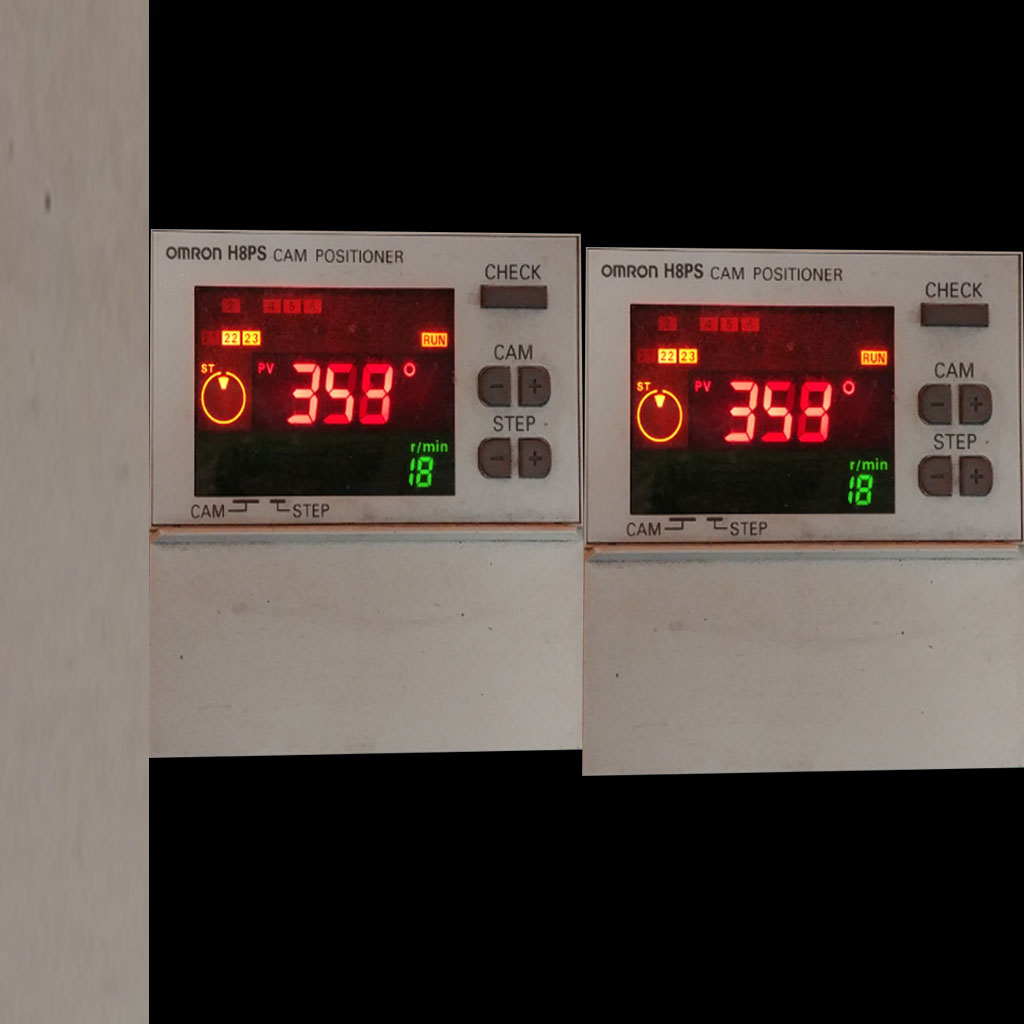 omron H8PS CAM POSITIONER
CHECK
2 4 5 6
22 23 RUN
CAM
ST PV 358°
- +
STEP
r/min
18
- +
CAM STEP
omron H8PS CAM POSITIONER
CHECK
2 4 5 6
22 23 RUN
CAM
ST PV °
- +
STEP
r/min
18
- +
CAM STEP